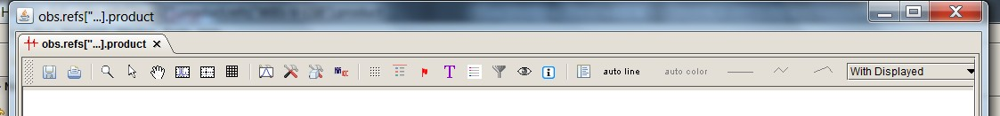 obs.refs["...].product
obs.refs["...].product
T auto line auto color With Displayed